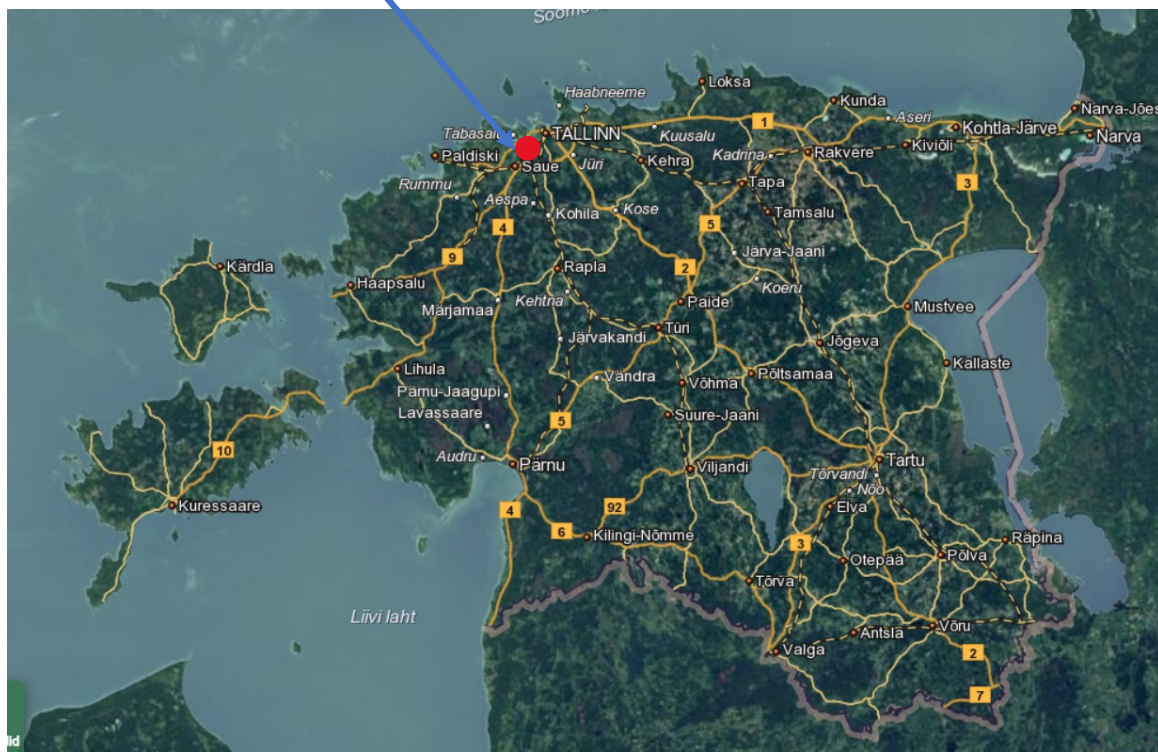 Soome
Loksa
Haabneeme
Kunda
Narva-Jões
Aseri
1
Kohtla-Järve
Tabasalu
TALLINN
Kuusalu
Narva
Kiviõli
Paldiski
Kadrina
Rakvere
Kehra
Jüri
Saue
Rummu
Tapa
3
Aespa
Kose
Tamsalu
Kohila
4
5
Järva-Jaani
9
Kärdla
Rapla
2
Haapsalu
Koeru
Kehtna
Paide
Märjamaa
Mustvee
Türi
Järvakandi
Jõgeva
Kallaste
Lihula
Vändra
Võhma
Põltsamaa
Pärnu-Jaagupi
Lavassaare
Suure-Jaani
5
10
Audru
Pärnu
Viljandi
Tartu
Tõrvandi
Nõo
Kuressaare
4
92
Elva
6
Kilingi-Nõmme
3
Räpina
Otepää
Põlva
Tõrva
Liivi laht
Võru
Antsla
Valga
2
7
lid